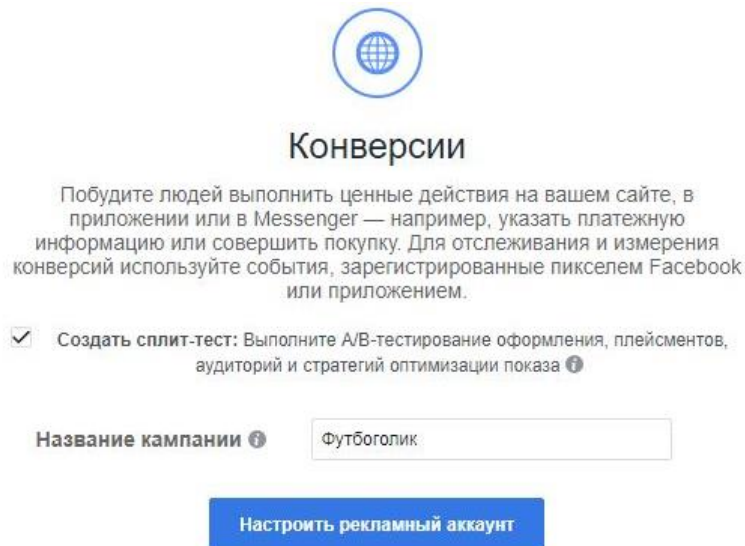 Конверсии
Побудите людей выполнить ценные действия на вашем сайте, в
приложении или в Messenger — например, указать платежную
информацию или совершить покупку. Для отслеживания и измерения
конверсий используйте события, зарегистрированные пикселем Facebook
или приложением.
Создать сплит-тест: Выполните A/B-тестирование оформления, плейсментов,
аудиторий и стратегий оптимизации показа
Название кампании
Футбоголик
Настроить рекламный аккаунт